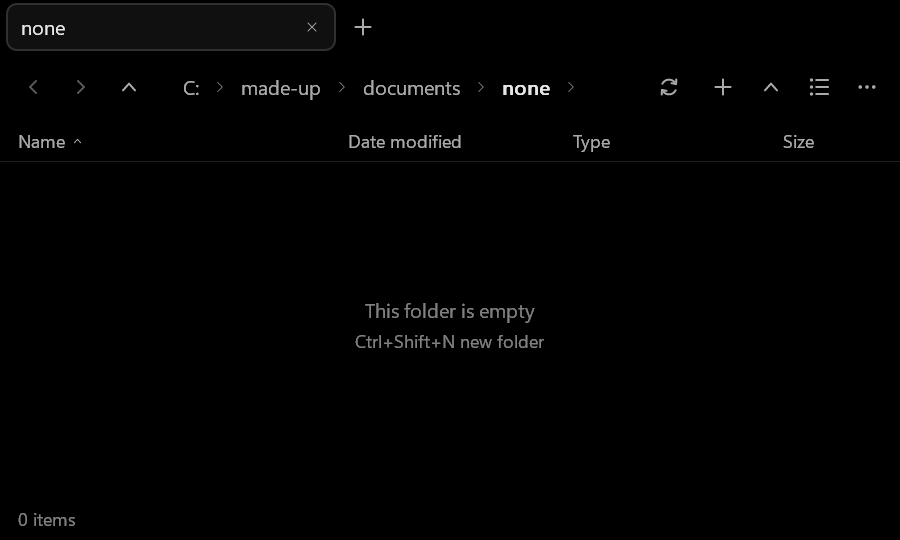 none
C: made-up documents none
Name Date modified Type Size
This folder is empty
Ctrl+Shift+N new folder
0 items